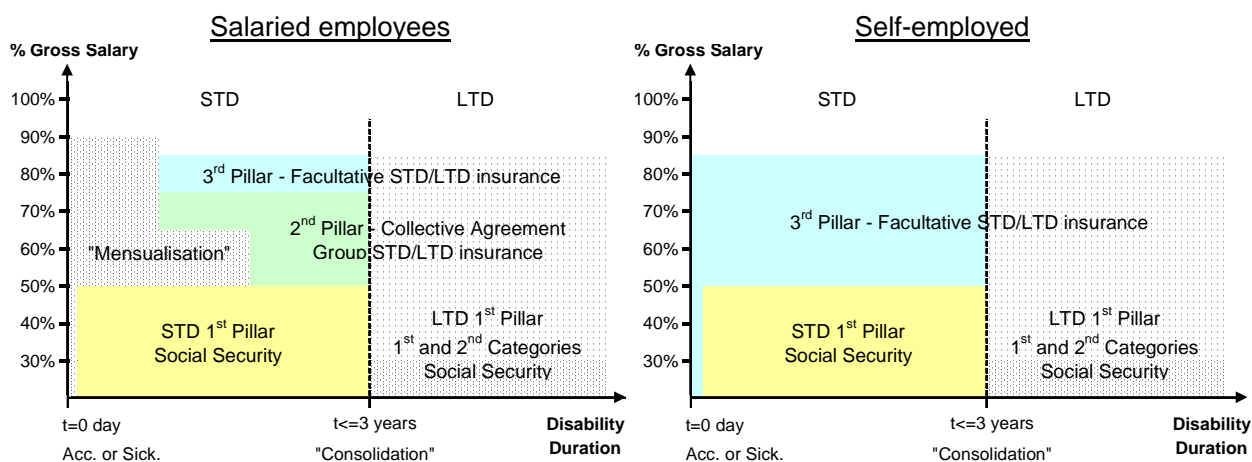 Salaried employees
% Gross Salary
100%
90%
80%
70%
60%
50%
40%
30%
STD
LTD
3rd Pillar - Facultative STD/LTD insurance
2nd Pillar - Collective Agreement
Group STD/LTD insurance
"Mensualisation"
STD 1st Pillar
Social Security
LTD 1st Pillar
1st and 2nd Categories
Social Security
t=0 day
Acc. or Sick.
t<=3 years
"Consolidation"
Disability
Duration
Self-employed
% Gross Salary
100%
90%
80%
70%
60%
50%
40%
30%
STD
LTD
3rd Pillar - Facultative STD/LTD insurance
STD 1st Pillar
Social Security
LTD 1st Pillar
1st and 2nd Categories
Social Security
t=0 day
Acc. or Sick.
t<=3 years
"Consolidation"
Disability
Duration